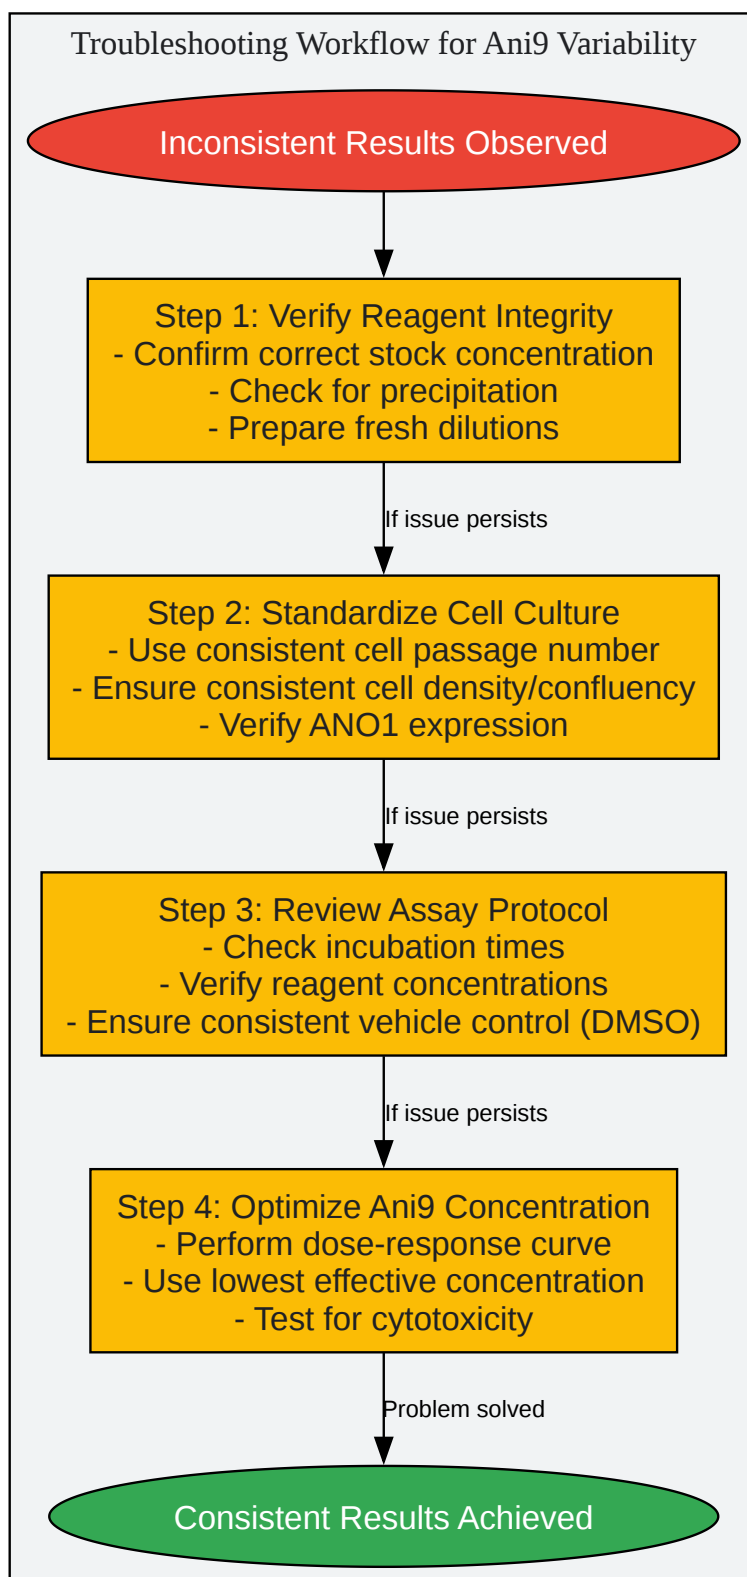 Troubleshooting Workflow for Ani9 Variability
Inconsistent Results Observed
Step 1: Verify Reagent Integrity
- Confirm correct stock concentration
- Check for precipitation
- Prepare fresh dilutions
If issue persists
Step 2: Standardize Cell Culture
- Use consistent cell passage number
- Ensure consistent cell density/confluency
- Verify ANO1 expression
If issue persists
Step 3: Review Assay Protocol
- Check incubation times
- Verify reagent concentrations
- Ensure consistent vehicle control (DMSO)
If issue persists
Step 4: Optimize Ani9 Concentration
- Perform dose-response curve
- Use lowest effective concentration
- Test for cytotoxicity
Problem solved
Consistent Results Achieved